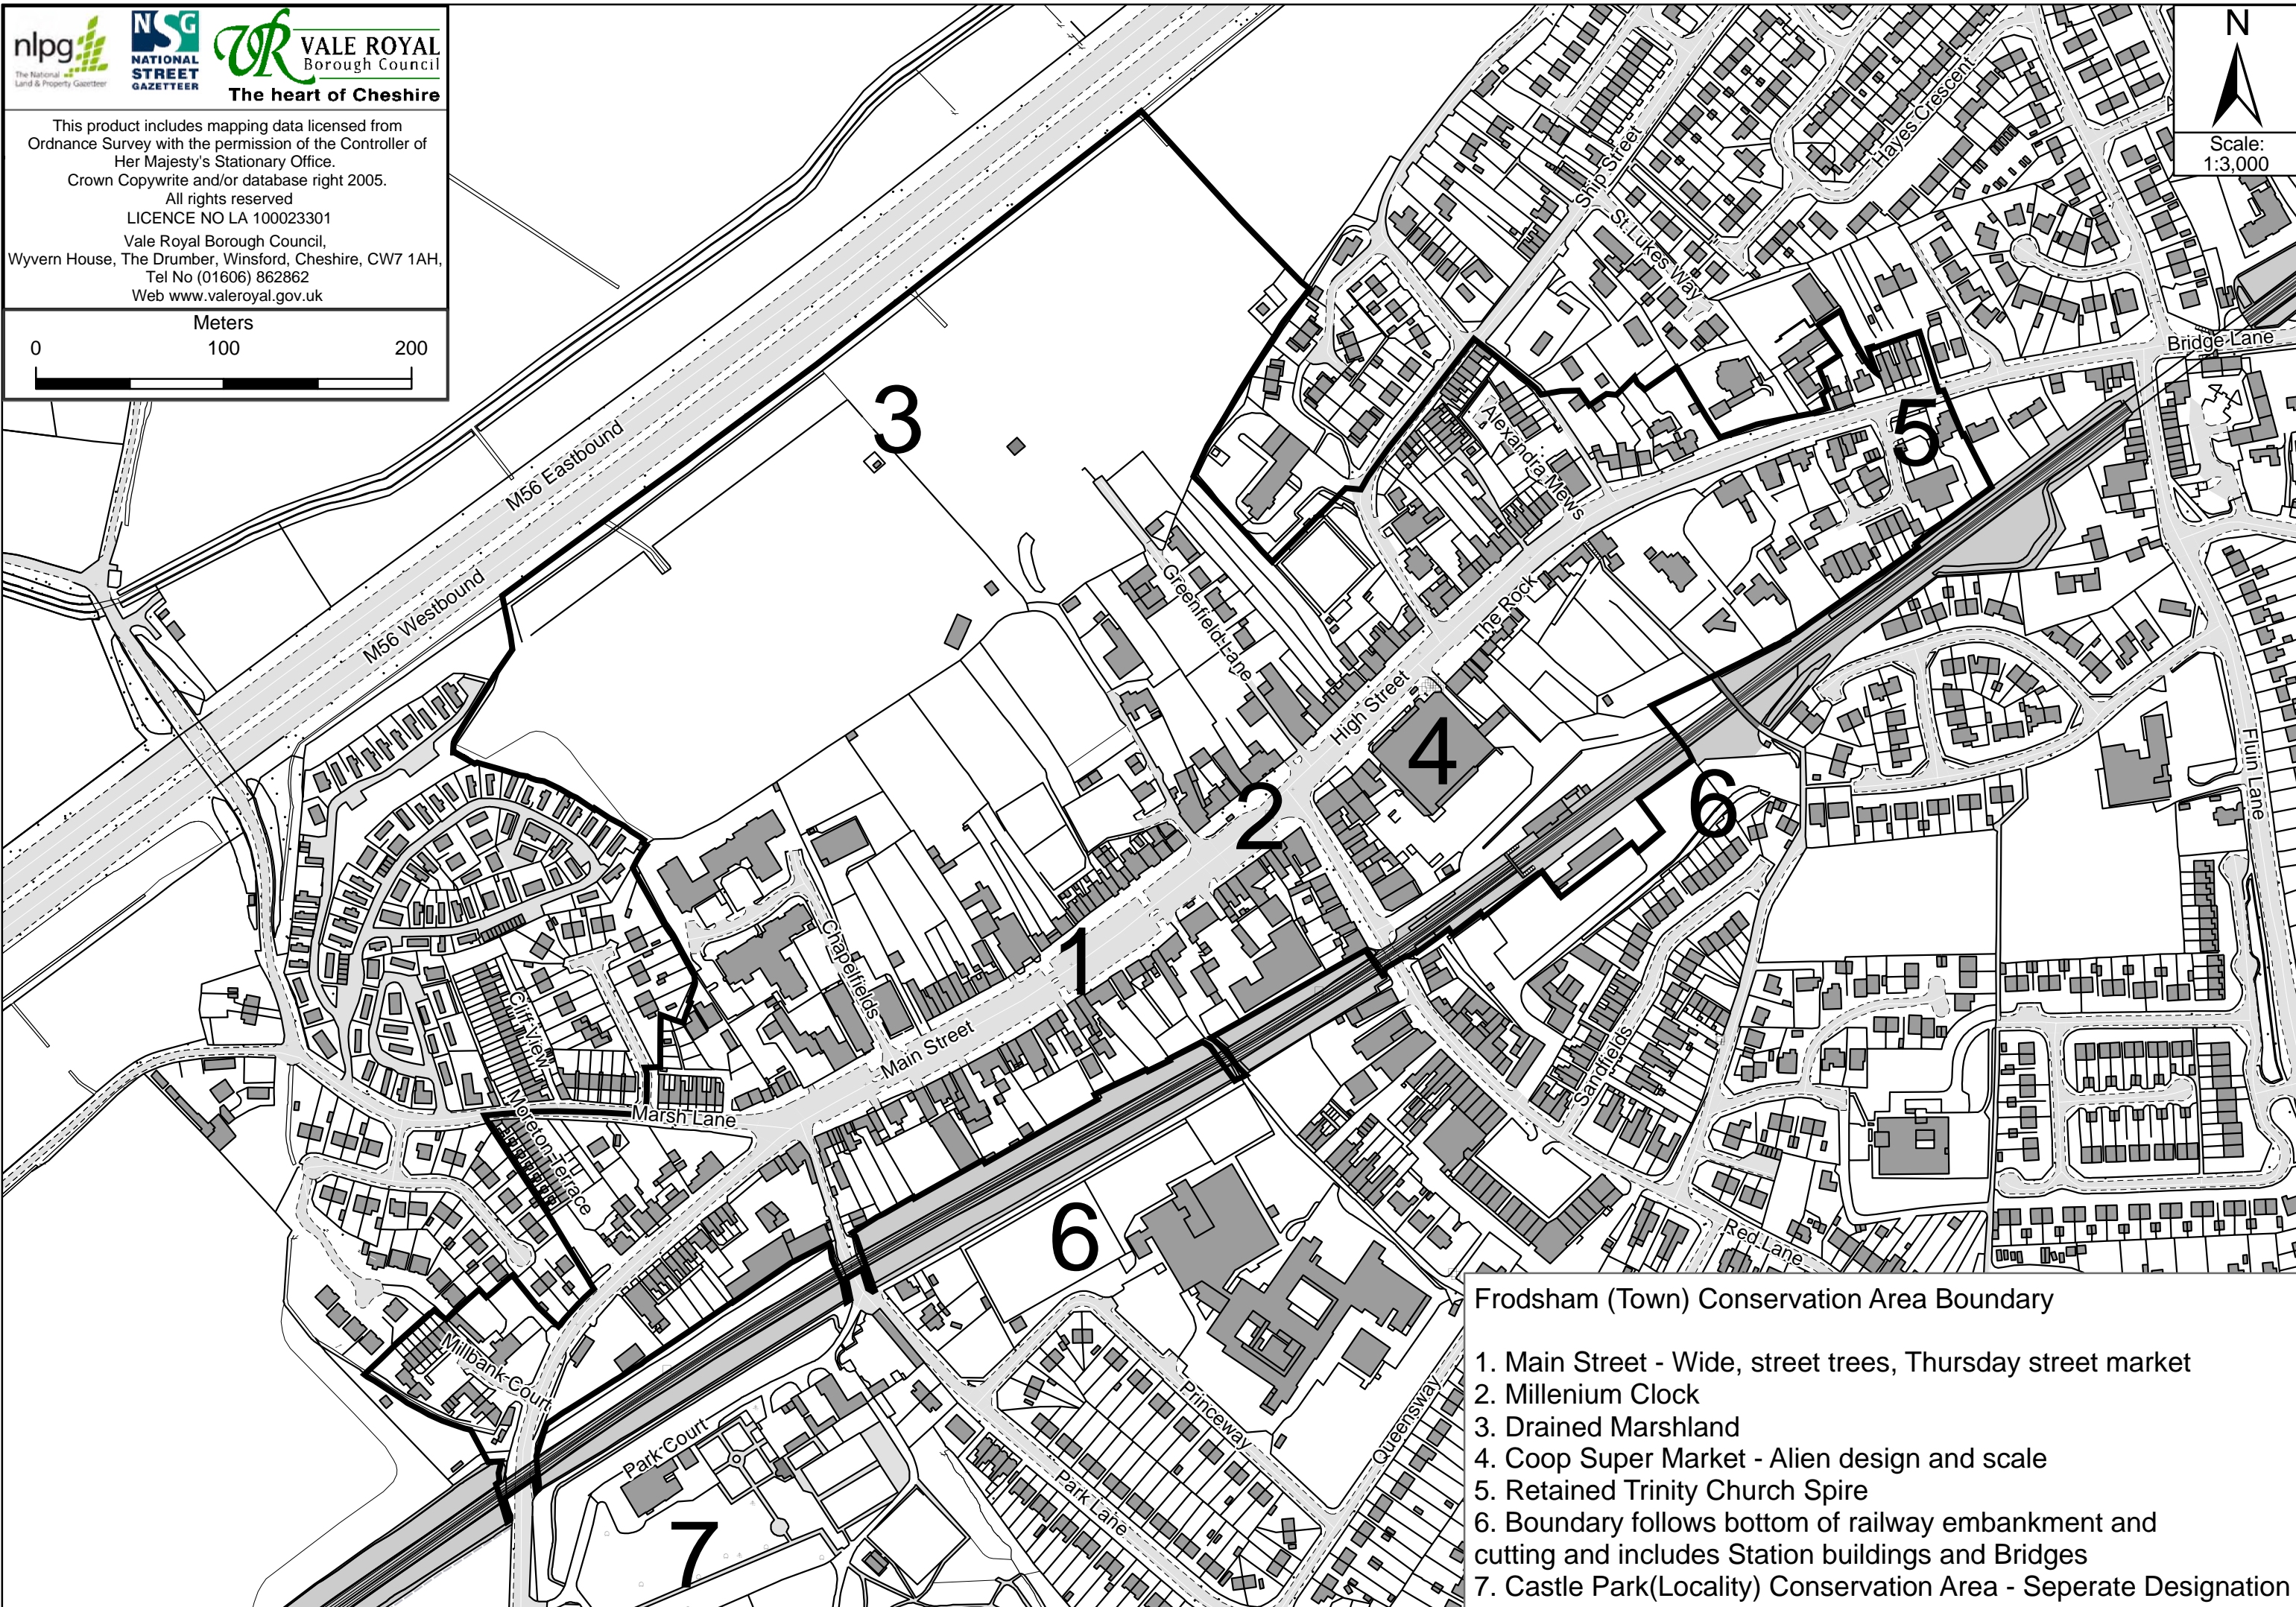 nlpg
The National
Land & Property Gazetteer
NSG
NATIONAL
STREET
GAZETTEER
VR
VALE ROYAL
Borough Council
The heart of Cheshire
This product includes mapping data licensed from
Ordnance Survey with the permission of the Controller of
Her Majesty's Stationary Office.
Crown Copywrite and/or database right 2005.
All rights reserved
LICENCE NO LA 100023301
Vale Royal Borough Council,
Wyvern House, The Drumber, Winsford, Cheshire, CW7 1AH,
Tel No (01606) 862862
Web www.valeroyal.gov.uk
Meters
0 100 200
N
Scale:
1:3,000
Hayes Crescent
Ship Street
St Lukes Way
Bridge Lane
3
M56 Eastbound
5
Alexandra Mews
M56 Westbound
Greenfield Lane
The Rock
High Street
4
2
6
Fluin Lane
1
Chapelfields
Cliff View
Main Street
Sandfields
Moreton Terrace
Marsh Lane
6
Red Lane
Millbank Court
Princeway
Queensway
Park Court
Park Lane
7
Frodsham (Town) Conservation Area Boundary
1. Main Street - Wide, street trees, Thursday street market
2. Millenium Clock
3. Drained Marshland
4. Coop Super Market - Alien design and scale
5. Retained Trinity Church Spire
6. Boundary follows bottom of railway embankment and
cutting and includes Station buildings and Bridges
7. Castle Park(Locality) Conservation Area - Seperate Designation